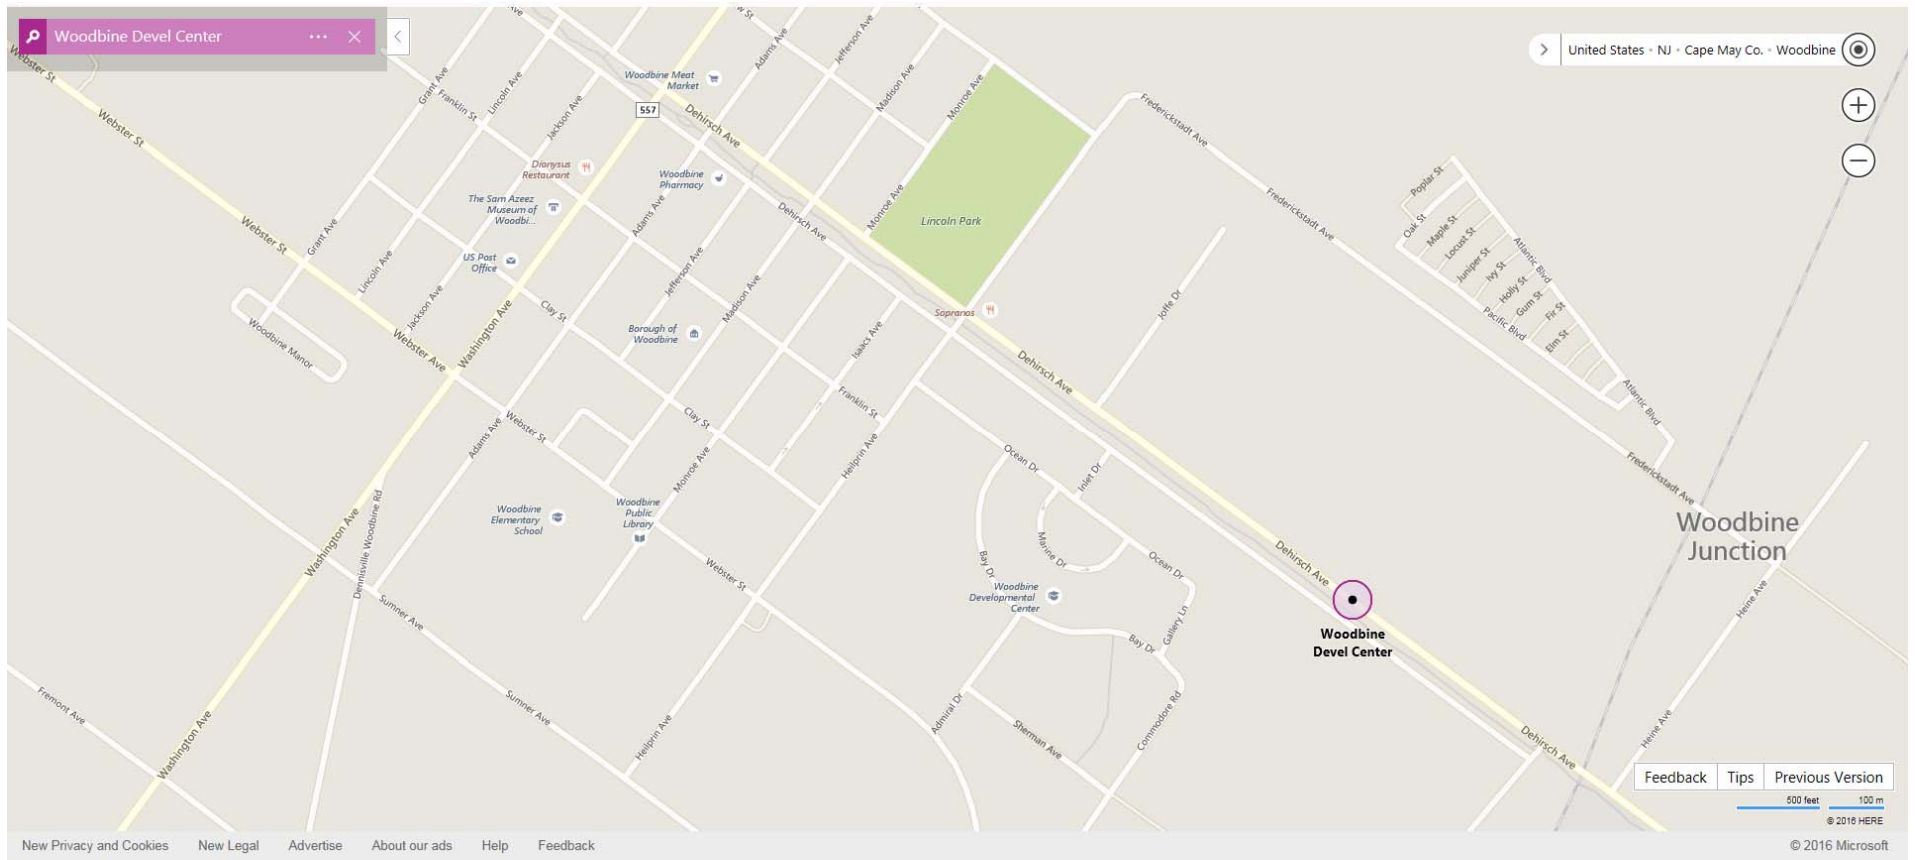 Woodbine Devel Center
United States • NJ • Cape May Co. • Woodbine
Webster St
Webster St
Webster St
Webster Ave
Webster St
Webster St
Grant Ave
Grant Ave
Franklin St
Lincoln Ave
Lincoln Ave
Jackson Ave
Jackson Ave
Adams Ave
Adams Ave
Adams Ave
Jefferson Ave
Jefferson Ave
Madison Ave
Madison Ave
Monroe Ave
Monroe Ave
Monroe Ave
Woodbine Meat
Market
557
Dehirsch Ave
Dehirsch Ave
Dehirsch Ave
Dehirsch Ave
Dehirsch Ave
Dionysus
Restaurant
Woodbine
Pharmacy
The Sam Azeez
Museum of
Woodbi...
US Post
Office
Lincoln Park
Frederickstadt Ave
Frederickstadt Ave
Frederickstadt Ave
Poplar St
Oak St
Maple St
Locust St
Juniper St
Ivy St
Holly St
Gum St
Fir St
Elm St
Atlantic Blvd
Atlantic Blvd
Pacific Blvd
Joffe Dr
Sopranos
Borough of
Woodbine
Clay St
Clay St
Isaacs Ave
Franklin St
Washington Ave
Washington Ave
Washington Ave
Woodbine Manor
Heilprin Ave
Heilprin Ave
Ocean Dr
Ocean Dr
Inlet Dr
Marine Dr
Bay Dr
Bay Dr
Gallery Ln
Woodbine
Elementary
School
Woodbine
Public
Library
Dennisville Woodbine Rd
Sumner Ave
Sumner Ave
Fremont Ave
Woodbine
Developmental
Center
Admiral Dr
Sherman Ave
Commodore Rd
Woodbine
Devel Center
Woodbine
Junction
Heine Ave
Heine Ave
Feedback
Tips
Previous Version
500 feet
100 m
© 2016 HERE
New Privacy and Cookies
New Legal
Advertise
About our ads
Help
Feedback
© 2016 Microsoft